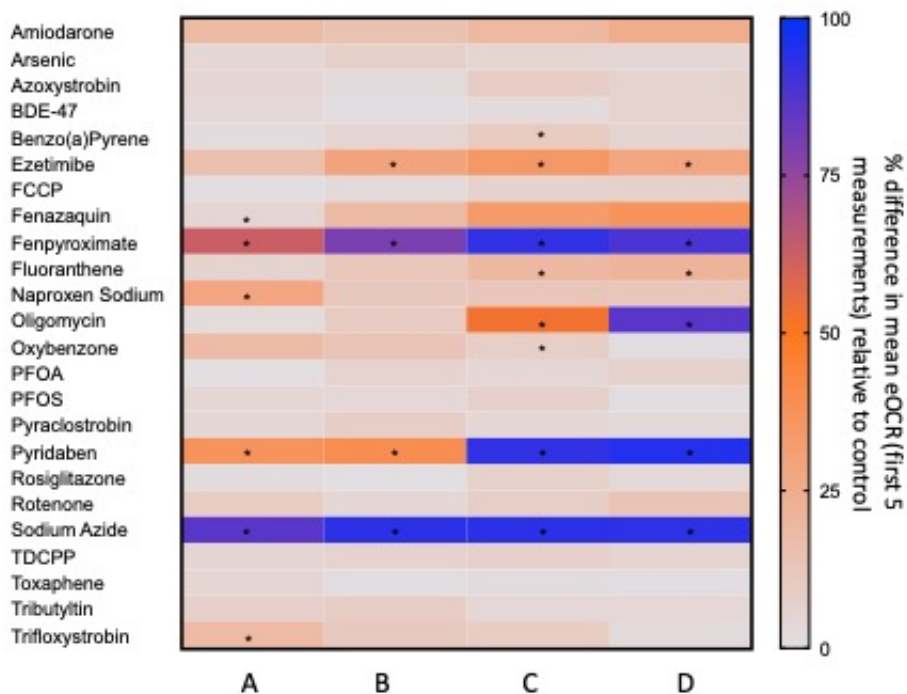 Amiodarone
Arsenic
Azoxystrobin
BDE-47
Benzo(a)Pyrene
Ezetimibe
FCCP
Fenazaquin
Fenpyroximate
Fluoranthene
Naproxen Sodium
Oligomycin
Oxybenzone
PFOA
PFOS
Pyraclostrobin
Pyridaben
Rosiglitazone
Rotenone
Sodium Azide
TDCPP
Toxaphene
Tributyltin
Trifloxystrobin
* 
* * *
*
* * * *
* *
*
* *
*
* * * *
* * * *
*
A B C D
100
75
50
25
0
% difference in mean eOCR (first 5
measurements) relative to control